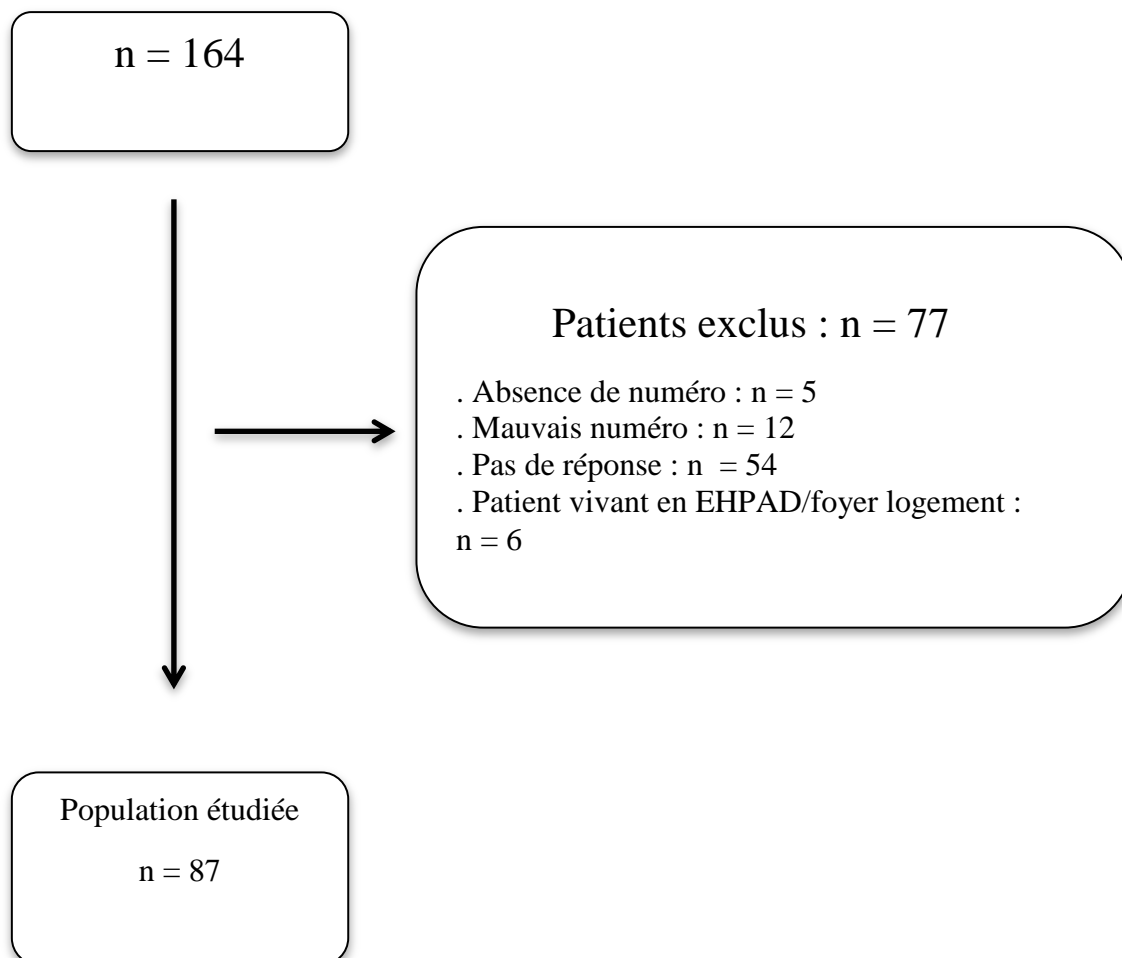 n = 164
Patients exclus : n = 77
. Absence de numéro : n = 5
. Mauvais numéro : n = 12
. Pas de réponse : n  = 54
. Patient vivant en EHPAD/foyer logement :
n = 6
Population étudiée
n = 87